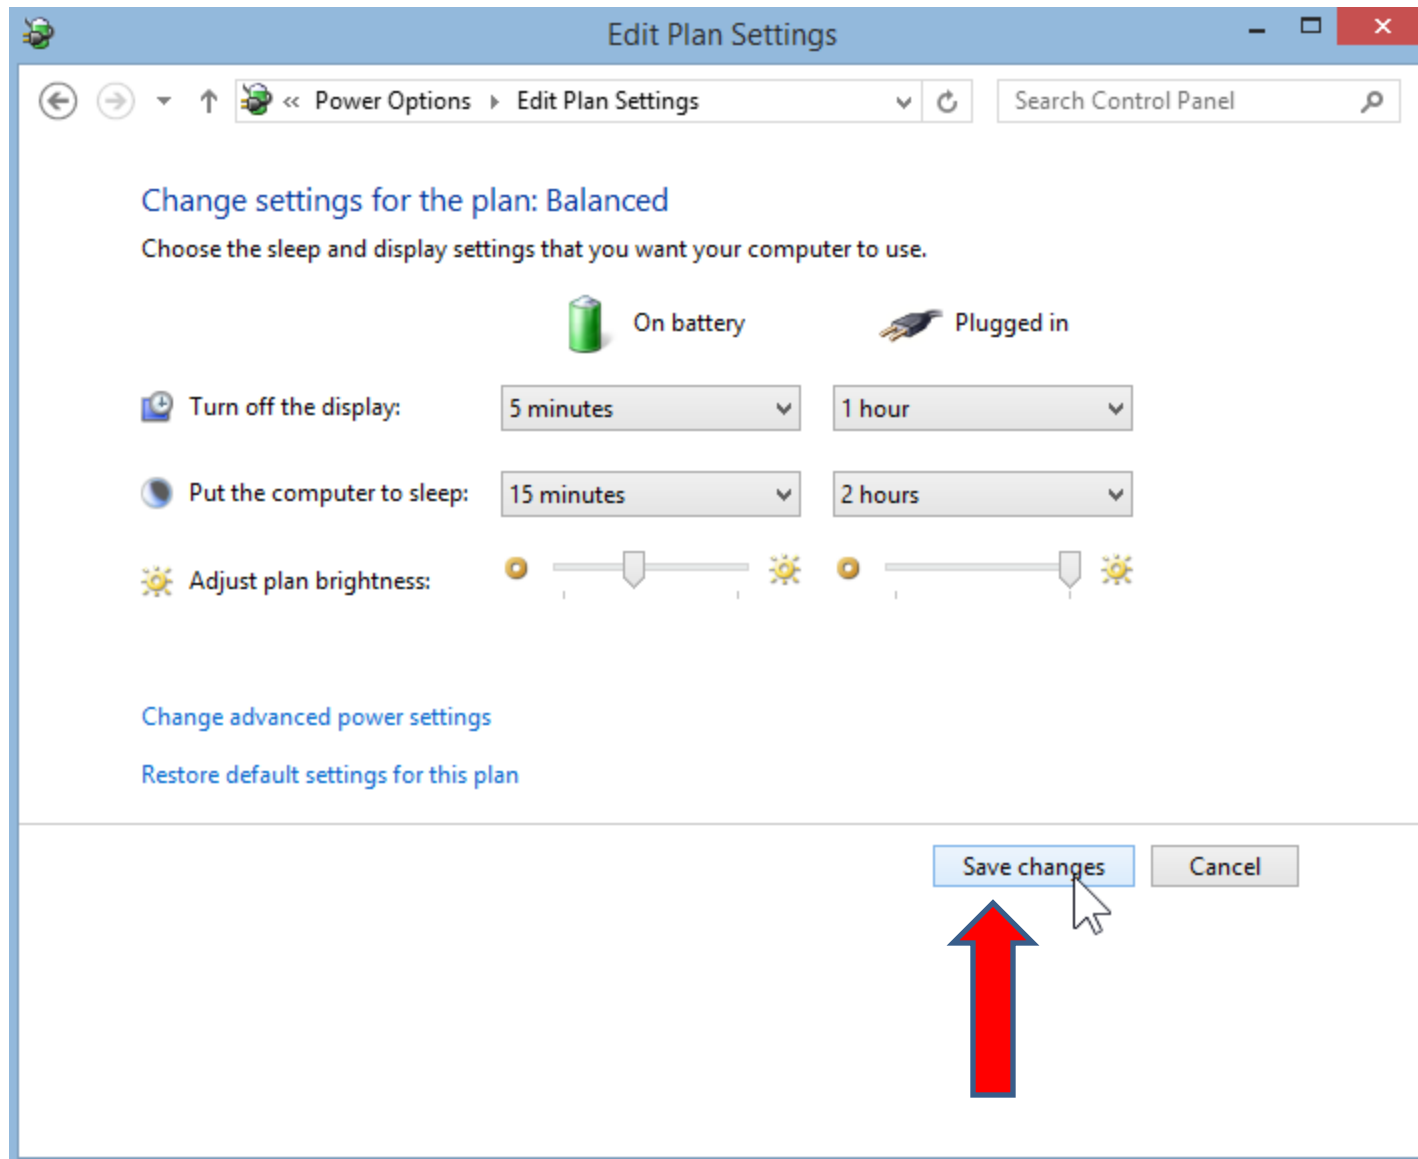 Edit Plan Settings
« Power Options Edit Plan Settings Search Control Panel
Change settings for the plan: Balanced
Choose the sleep and display settings that you want your computer to use.
On battery Plugged in
Turn off the display: 5 minutes 1 hour
Put the computer to sleep: 15 minutes 2 hours
Adjust plan brightness:
Change advanced power settings
Restore default settings for this plan
Save changes Cancel